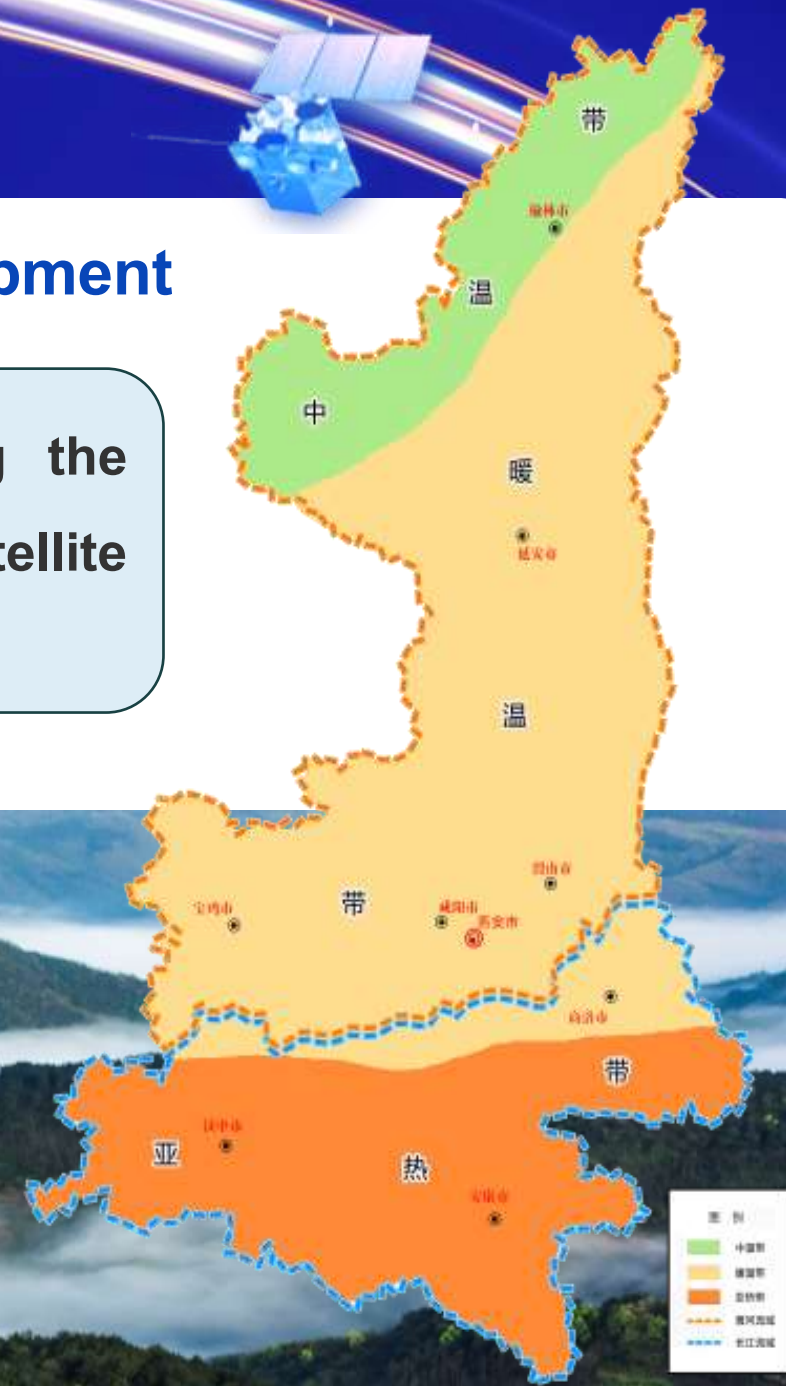 带
榆林市
温
pment
中
g the
暖
tellite
延安市
温
渭南市
宝鸡市
带
咸阳市
西安市
商洛市
带
汉中市
亚
热
安康市
图 例
中温带
暖温带
亚热带
黄河流域
长江流域